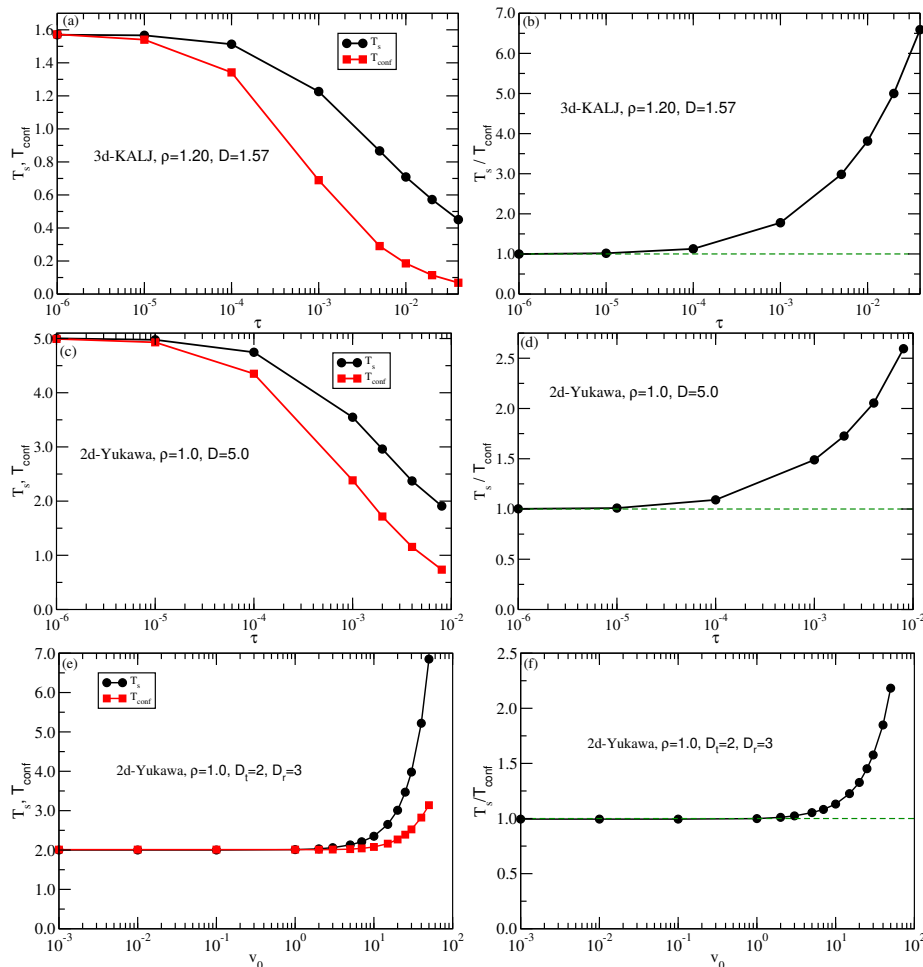 (a)
T_s
T_conf
3d-KALJ, ρ=1.20, D=1.57
T_s, T_conf
0.0
0.2
0.4
0.6
0.8
1.0
1.2
1.4
1.6
10^-6
10^-5
10^-4
10^-3
10^-2
τ
(b)
3d-KALJ, ρ=1.20, D=1.57
T_s / T_conf
0.0
1.0
2.0
3.0
4.0
5.0
6.0
7.0
10^-6
10^-5
10^-4
10^-3
10^-2
τ
(c)
T_s
T_conf
2d-Yukawa, ρ=1.0, D=5.0
T_s, T_conf
0.0
1.0
2.0
3.0
4.0
5.0
10^-6
10^-5
10^-4
10^-3
10^-2
τ
(d)
2d-Yukawa, ρ=1.0, D=5.0
T_s / T_conf
0.0
0.5
1.0
1.5
2.0
2.5
10^-6
10^-5
10^-4
10^-3
10^-2
τ
(e)
T_s
T_conf
2d-Yukawa, ρ=1.0, D_t=2, D_r=3
T_s, T_conf
0.0
1.0
2.0
3.0
4.0
5.0
6.0
7.0
10^-3
10^-2
10^-1
10^0
10^1
10^2
v_0
(f)
2d-Yukawa, ρ=1.0, D_t=2, D_r=3
T_s/T_conf
0.0
0.5
1.0
1.5
2.0
2.5
10^-3
10^-2
10^-1
10^0
10^1
10^2
v_0